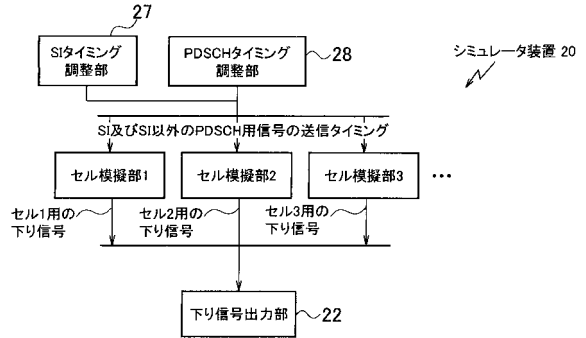 27
SIタイミング
調整部
PDSCHタイミング
調整部
28
シミュレータ装置 20
SI及びSI以外のPDSCH用信号の送信タイミング
セル模擬部1
セル模擬部2
セル模擬部3
…
セル1用の
下り信号
セル2用の
下り信号
セル3用の
下り信号
下り信号出力部
22